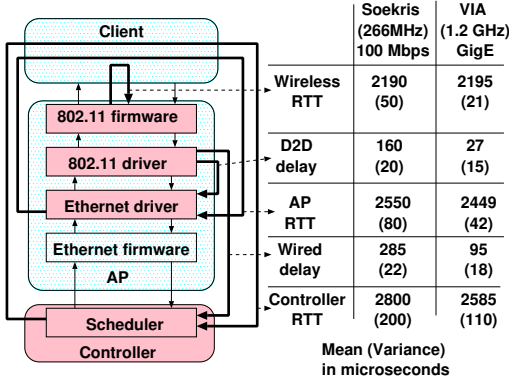 Client
802.11 firmware
802.11 driver
Ethernet driver
Ethernet firmware
AP
Scheduler
Controller
Soekris VIA
(266MHz) (1.2 GHz)
100 Mbps GigE
Wireless 2190 2195
RTT (50) (21)
D2D 160 27
delay (20) (15)
AP 2550 2449
RTT (80) (42)
Wired 285 95
delay (22) (18)
Controller 2800 2585
RTT (200) (110)
Mean (Variance)
in microseconds